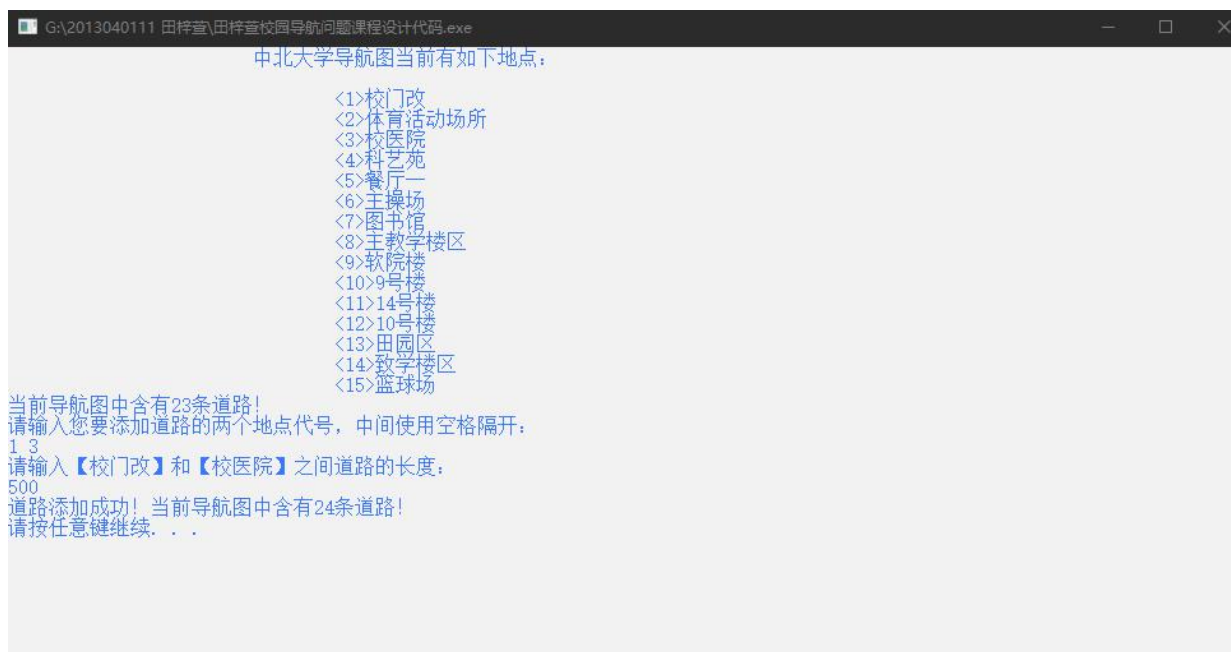 G:\2013040111 田梓萱\田梓萱校园导航问题课程设计代码.exe
中北大学导航图当前有如下地点:
<1>校门改
<2>体育活动场所
<3>校医院
<4>科艺苑
<5>餐厅一
<6>主操场
<7>图书馆
<8>主教学楼区
<9>软院楼
<10>9号楼
<11>14号楼
<12>10号楼
<13>田园区
<14>致学楼区
<15>篮球场
当前导航图中含有23条道路!
请输入您要添加道路的两个地点代号，中间使用空格隔开:
1 3
请输入【校门改】和【校医院】之间道路的长度:
500
道路添加成功! 当前导航图中含有24条道路!
请按任意键继续. . .